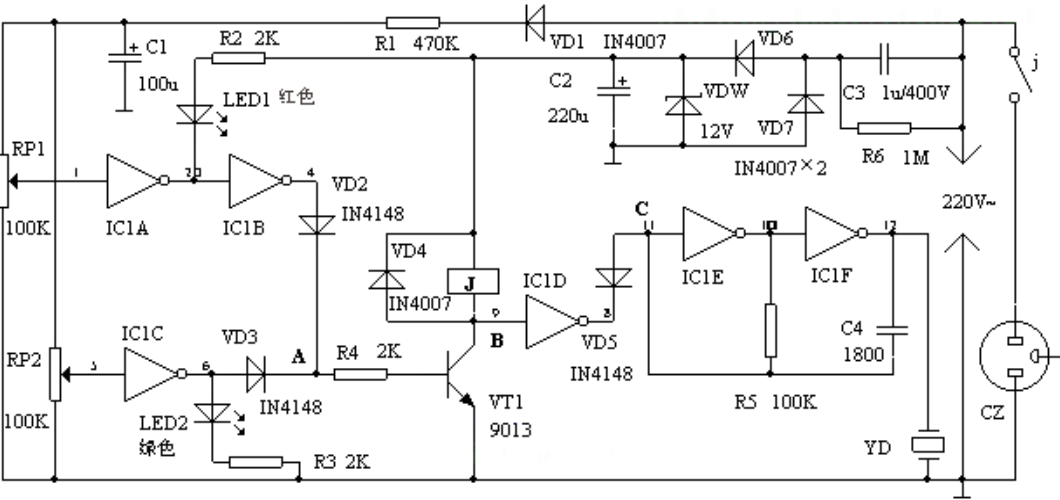 R1 470K
VD1
IN4007
VD6
+
C1
100u
R2 2K
LED1 红色
C2
+
220u
VDW
12V
VD7
IN4007×2
C3 1u/400V
R6 1M
j
220V~
RP1
100K
1
IC1A
IC1B
4
VD2
IN4148
VD4
IN4007
J
IC1D
9
B
8
VD5
IN4148
C
11
IC1E
IC1F
12
C4
1800
R5 100K
RP2
100K
5
IC1C
6
VD3
IN4148
A
R4 2K
VT1
9013
LED2
绿色
R3 2K
YD
CZ